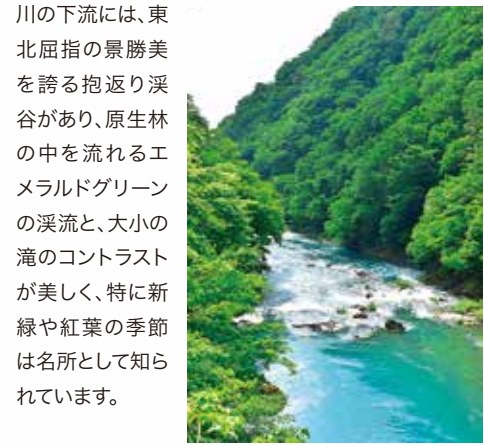 川の下流には、東
北屈指の景勝美
を誇る抱返り渓
谷があり、原生林
の中を流れるエ
メラルドグリーン
の渓流と、大小の
滝のコントラスト
が美しく、特に新
緑や紅葉の季節
は名所として知ら
れています。